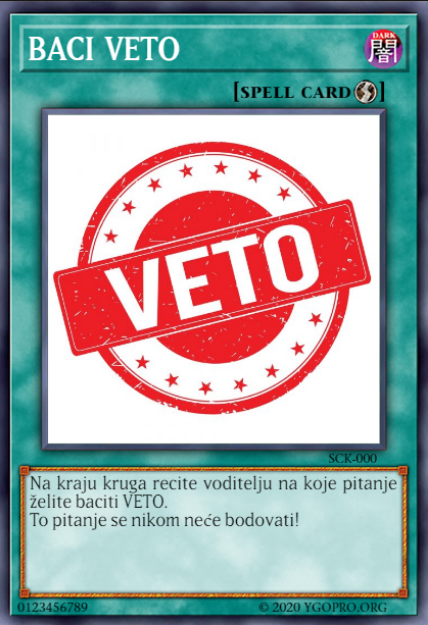 BACI VETO
DARK
闇
[SPELL CARD]
VETO
SCK-000
Na kraju kruga recite voditelju na koje pitanje
želite baciti VETO.
To pitanje se nikom neće bodovati!
0123456789
© 2020 YGOPRO.ORG